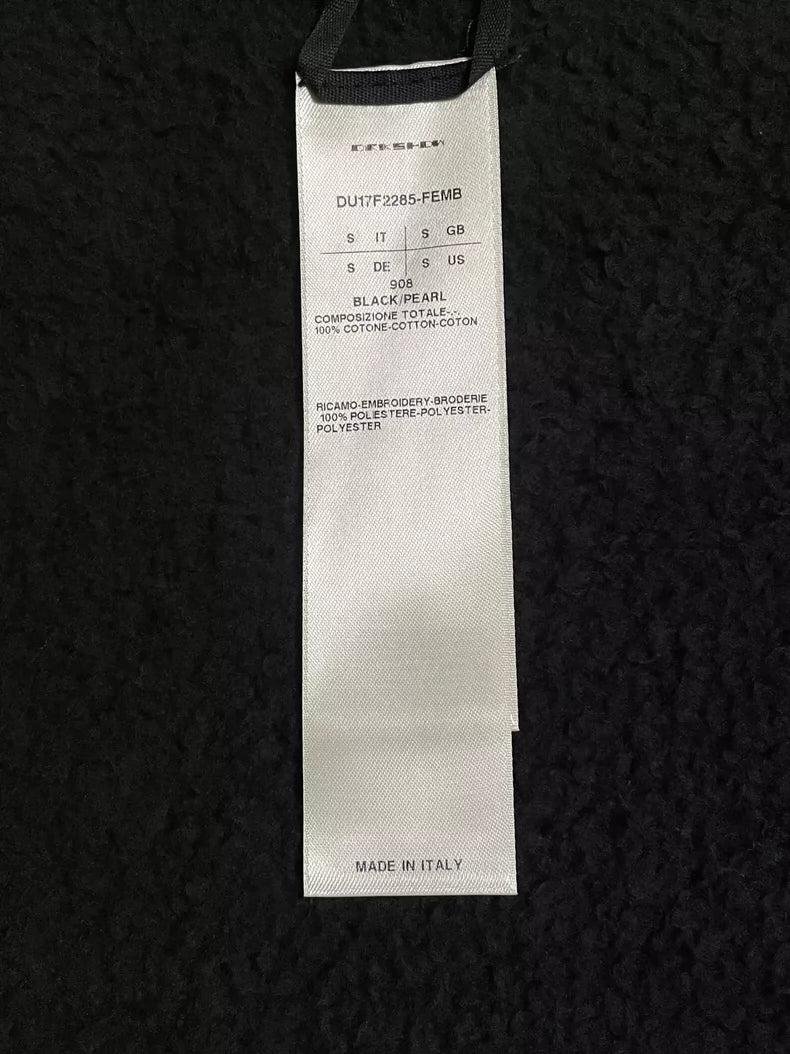 DRKSHDW
DU17F2285-FEMB
S IT S GB
S DE S US
908
BLACK/PEARL
COMPOSIZIONE TOTALE-.-.
100% COTONE-COTTON-COTON
RICAMO-EMBROIDERY-BRODERIE
100% POLIESTERE-POLYESTER-
POLYESTER
MADE IN ITALY